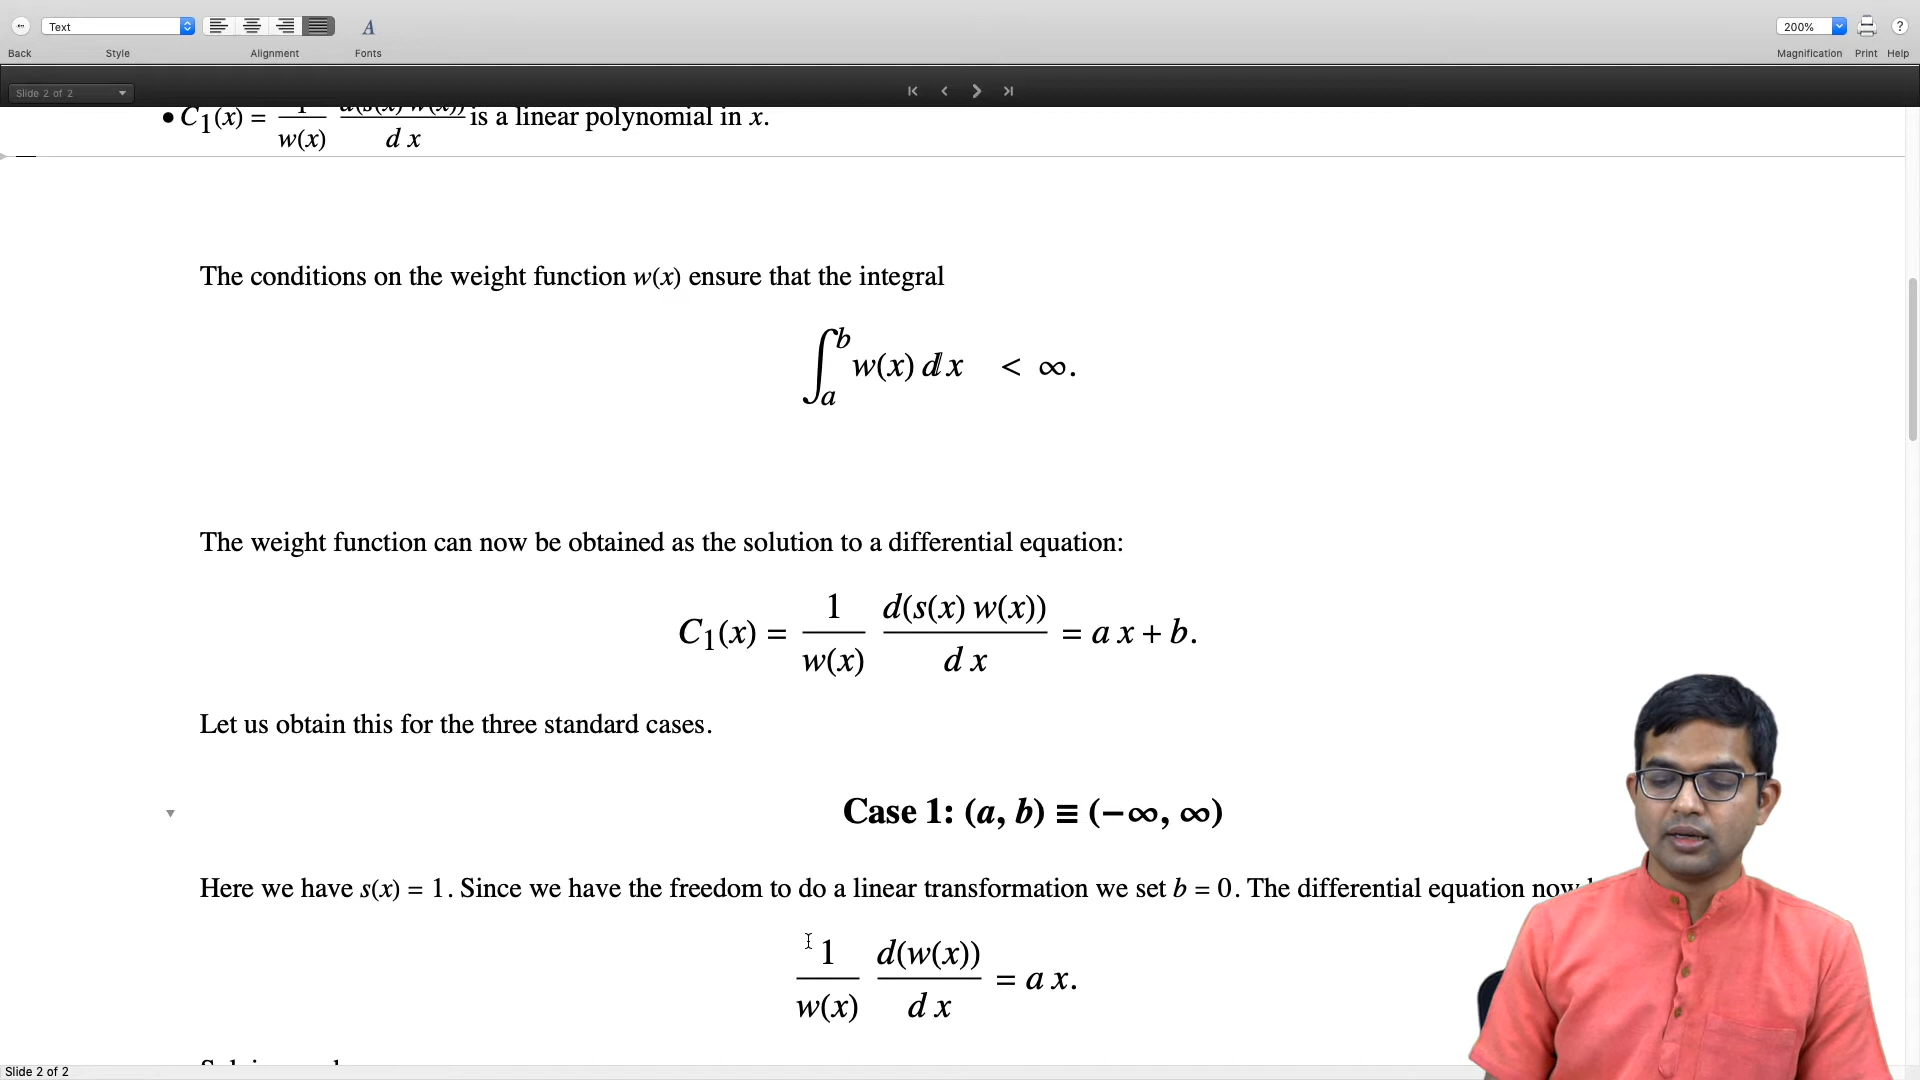 Text
200%
Back
Style
Alignment
Fonts
Magnification
Print
Help
Slide 2 of 2
• C₁(x) = 1/w(x) d(s(x) w(x))/d x is a linear polynomial in x.
The conditions on the weight function w(x) ensure that the integral
∫ₐᵇ w(x) ⅆx < ∞.
The weight function can now be obtained as the solution to a differential equation:
C₁(x) = 1/w(x) d(s(x) w(x))/d x = a x + b.
Let us obtain this for the three standard cases.
Case 1: (a, b) ≡ (−∞, ∞)
Here we have s(x) = 1. Since we have the freedom to do a linear transformation we set b = 0. The differential equation now
1/w(x) d(w(x))/d x = a x.
Slide 2 of 2